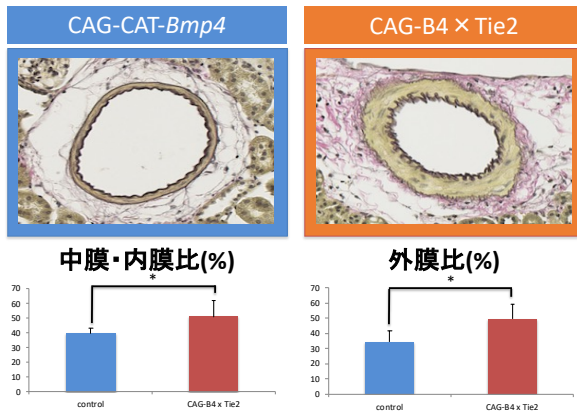 CAG-CAT-Bmp4
CAG-B4×Tie2
中膜・内膜比(%)
*
70
60
50
40
30
20
10
0
control
CAG-B4 x Tie2
外膜比(%)
*
70
60
50
40
30
20
10
0
control
CAG-B4 x Tie2